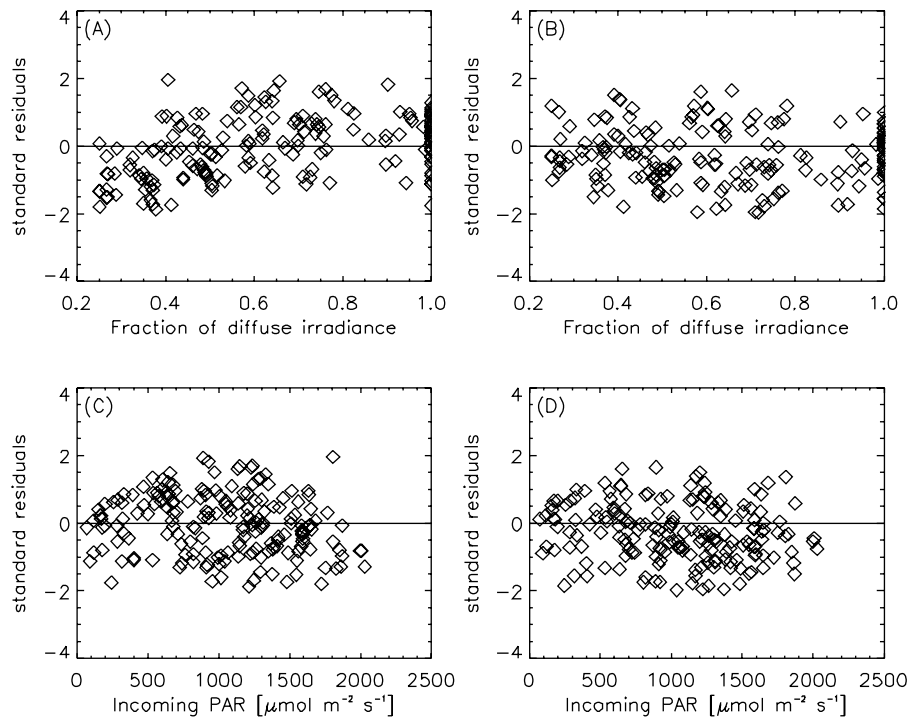 (A)
4
2
0
−2
−4
standard residuals
0.2 0.4 0.6 0.8 1.0
Fraction of diffuse irradiance
(B)
4
2
0
−2
−4
standard residuals
0.2 0.4 0.6 0.8 1.0
Fraction of diffuse irradiance
(C)
4
2
0
−2
−4
standard residuals
0 500 1000 1500 2000 2500
Incoming PAR [μmol m⁻² s⁻¹]
(D)
4
2
0
−2
−4
standard residuals
0 500 1000 1500 2000 2500
Incoming PAR [μmol m⁻² s⁻¹]